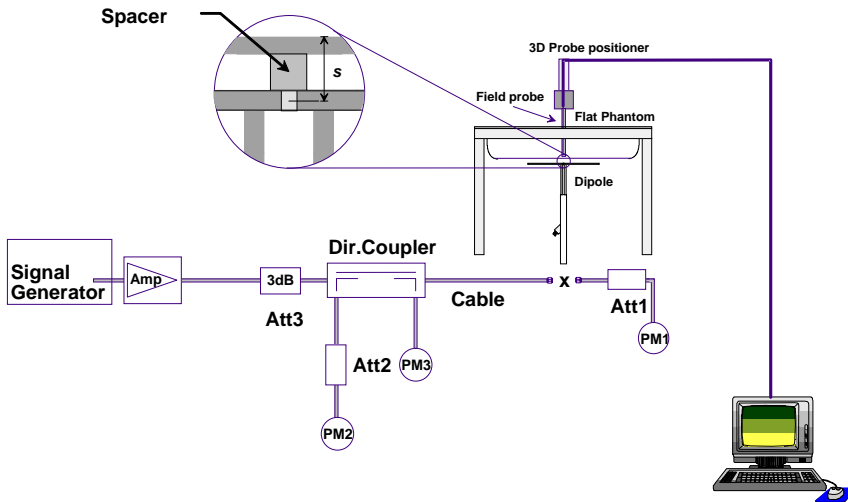 Spacer
s
3D Probe positioner
Field probe
Flat Phantom
Dipole
Dir.Coupler
Signal
Generator
Amp
3dB
Cable
x
Att1
Att3
PM1
Att2
PM3
PM2